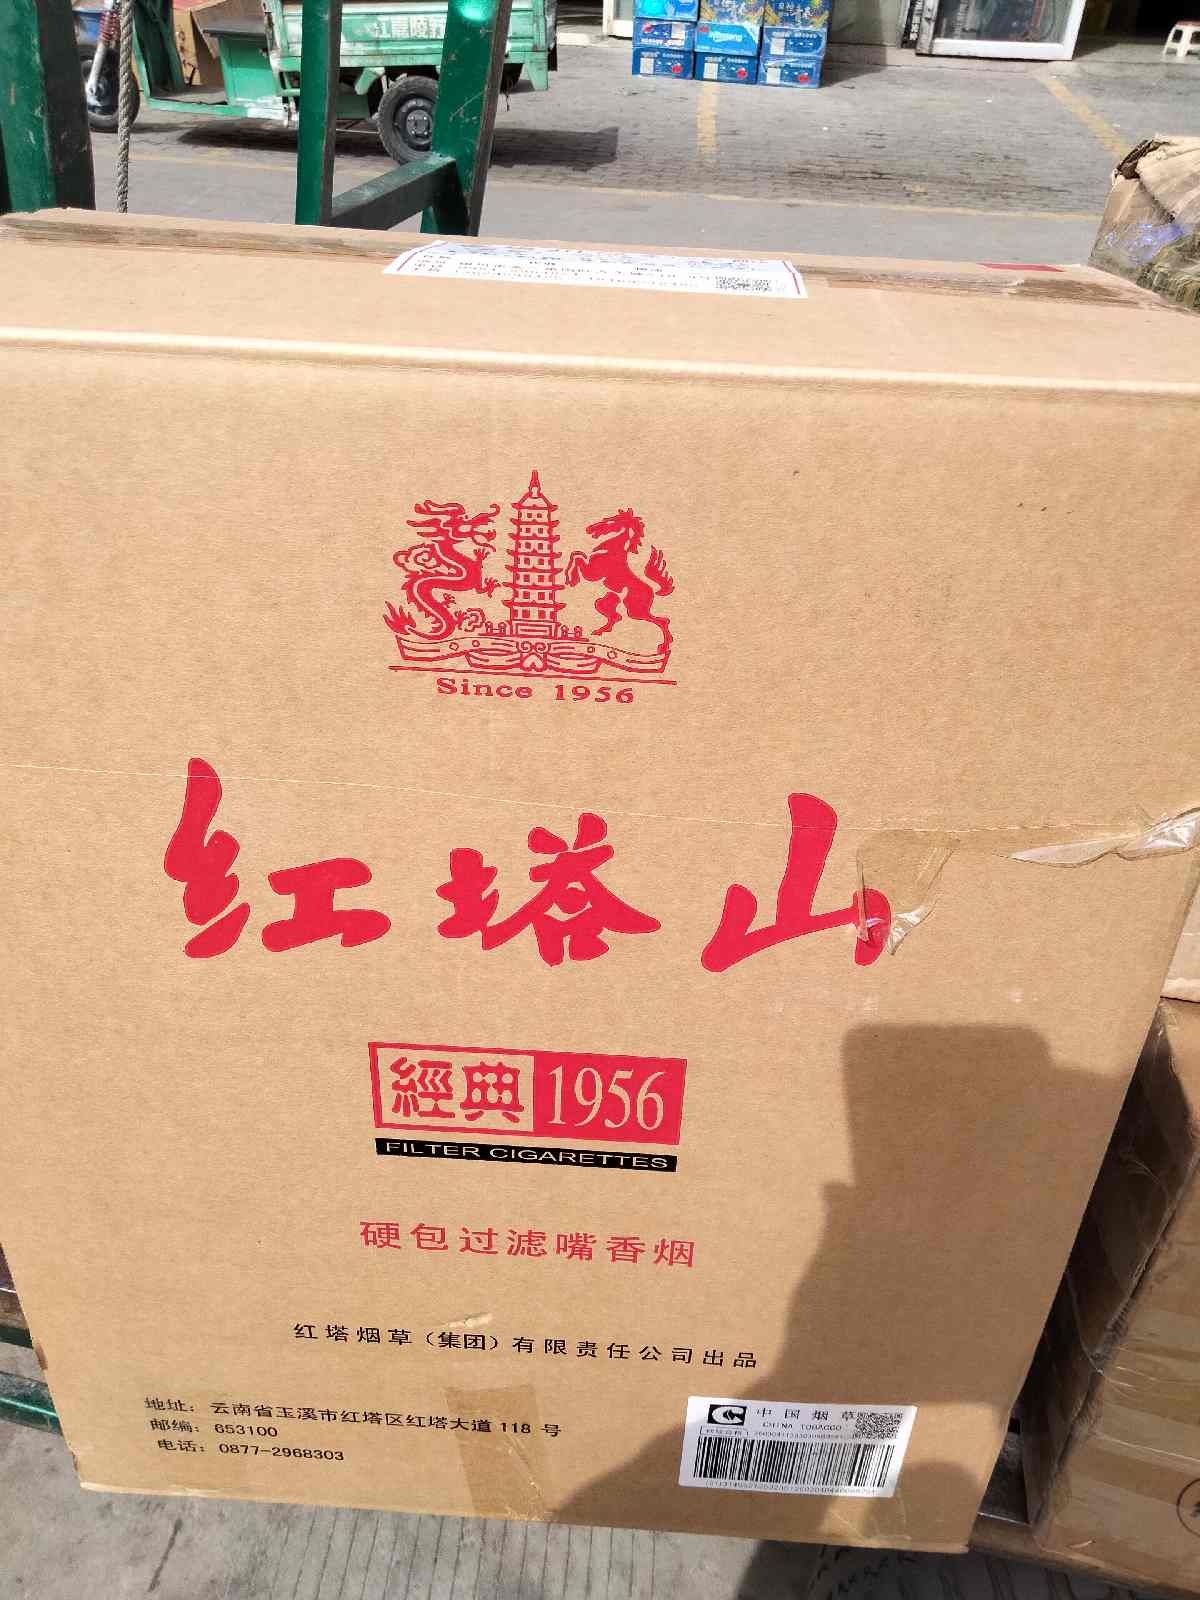 Since 1956
红塔山
經典 1956
FILTER CIGARETTES
硬包过滤嘴香烟
红塔烟草（集团）有限责任公司出品
地址：云南省玉溪市红塔区红塔大道 118 号
邮编：653100
电话：0877-2968303
中国烟草
CHINA TOBACCO